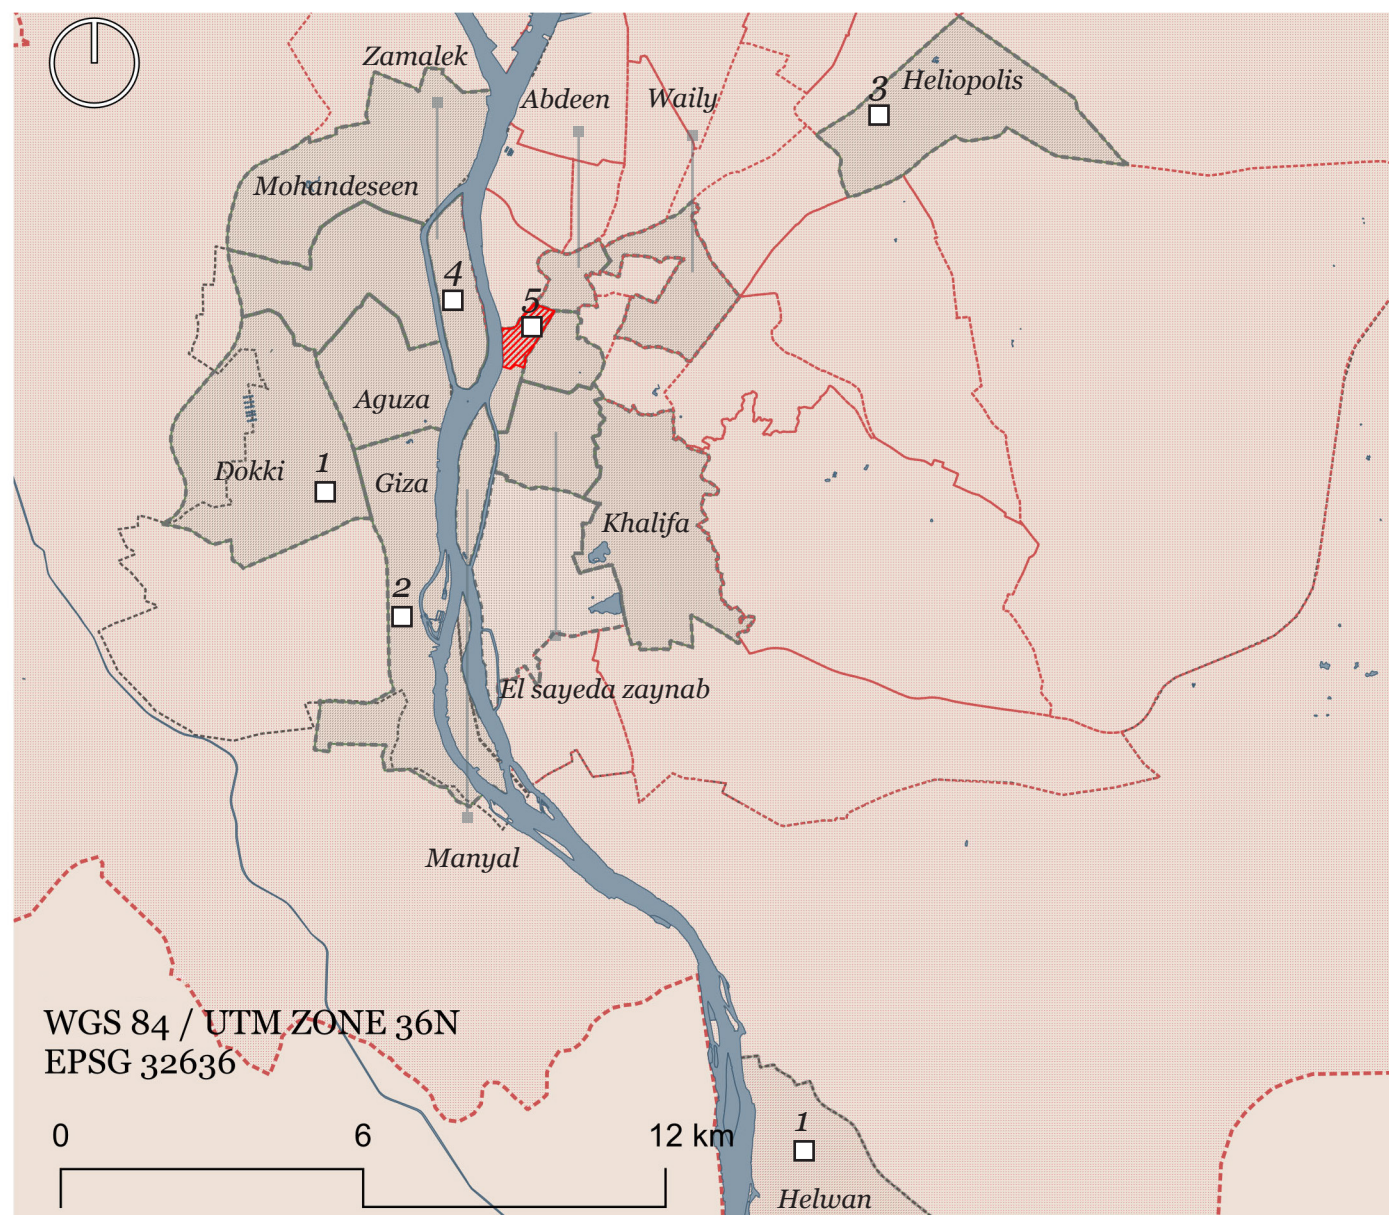 Zamalek
3
Heliopolis
Abdeen
Waily
Mohandeseen
4
5
Aguza
Dokki
1
Giza
Khalifa
2
El sayeda zaynab
Manyal
WGS 84 / UTM ZONE 36N
EPSG 32636
0 6 12 km
1
Helwan